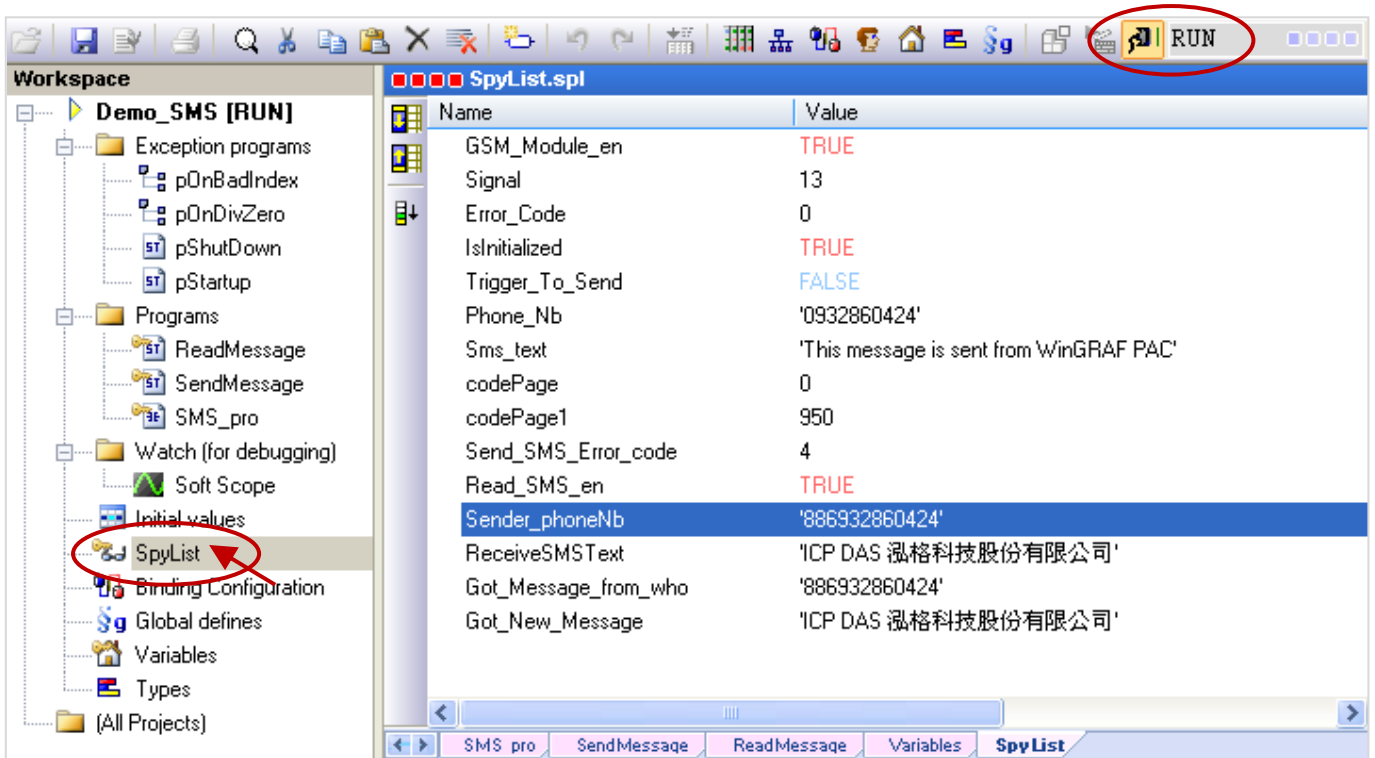 RUN
Workspace
Demo_SMS [RUN]
Exception programs
pOnBadIndex
pOnDivZero
pShutDown
pStartup
Programs
ReadMessage
SendMessage
SMS_pro
Watch (for debugging)
Soft Scope
Initial values
SpyList
Binding Configuration
Global defines
Variables
Types
(All Projects)
SpyList.spl
Name Value
GSM_Module_en TRUE
Signal 13
Error_Code 0
IsInitialized TRUE
Trigger_To_Send FALSE
Phone_Nb '0932860424'
Sms_text 'This message is sent from WinGRAF PAC'
codePage 0
codePage1 950
Send_SMS_Error_code 4
Read_SMS_en TRUE
Sender_phoneNb '886932860424'
ReceiveSMSText 'ICP DAS 泓格科技股份有限公司'
Got_Message_from_who '886932860424'
Got_New_Message 'ICP DAS 泓格科技股份有限公司'
SMS_pro SendMessage ReadMessage Variables SpyList